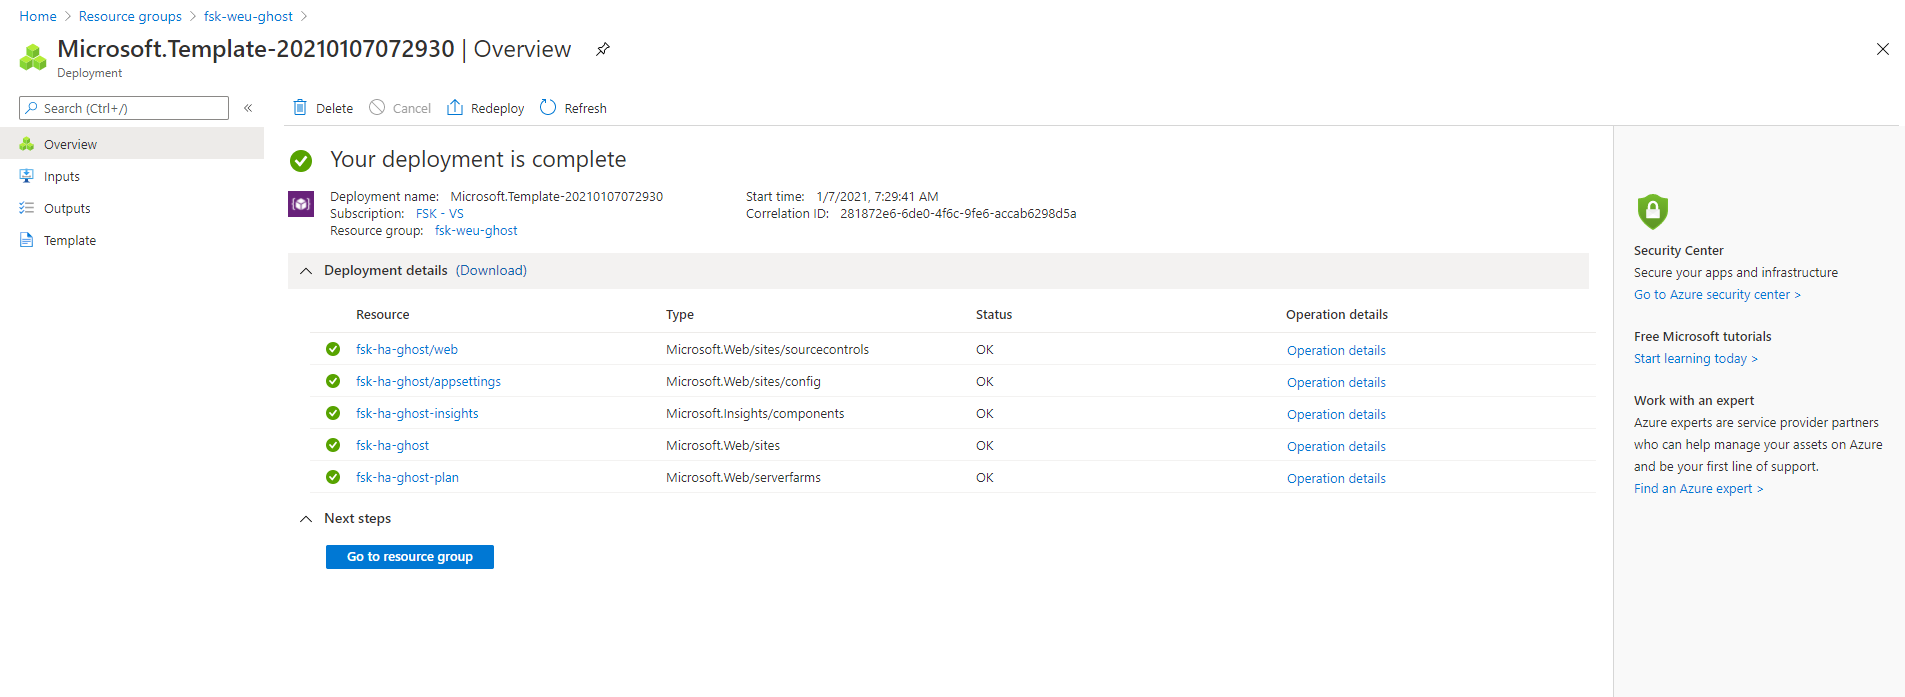 Home > Resource groups > fsk-weu-ghost >
Microsoft.Template-20210107072930 | Overview
Deployment
Search (Ctrl+/)
«
Overview
Inputs
Outputs
Template
Delete Cancel Redeploy Refresh
Your deployment is complete
Deployment name: Microsoft.Template-20210107072930 Start time: 1/7/2021, 7:29:41 AM
Subscription: FSK - VS Correlation ID: 281872e6-6de0-4f6c-9fe6-accab6298d5a
Resource group: fsk-weu-ghost
Deployment details (Download)
Resource Type Status Operation details
fsk-ha-ghost/web Microsoft.Web/sites/sourcecontrols OK Operation details
fsk-ha-ghost/appsettings Microsoft.Web/sites/config OK Operation details
fsk-ha-ghost-insights Microsoft.Insights/components OK Operation details
fsk-ha-ghost Microsoft.Web/sites OK Operation details
fsk-ha-ghost-plan Microsoft.Web/serverfarms OK Operation details
Next steps
Go to resource group
Security Center
Secure your apps and infrastructure
Go to Azure security center >
Free Microsoft tutorials
Start learning today >
Work with an expert
Azure experts are service provider partners
who can help manage your assets on Azure
and be your first line of support.
Find an Azure expert >